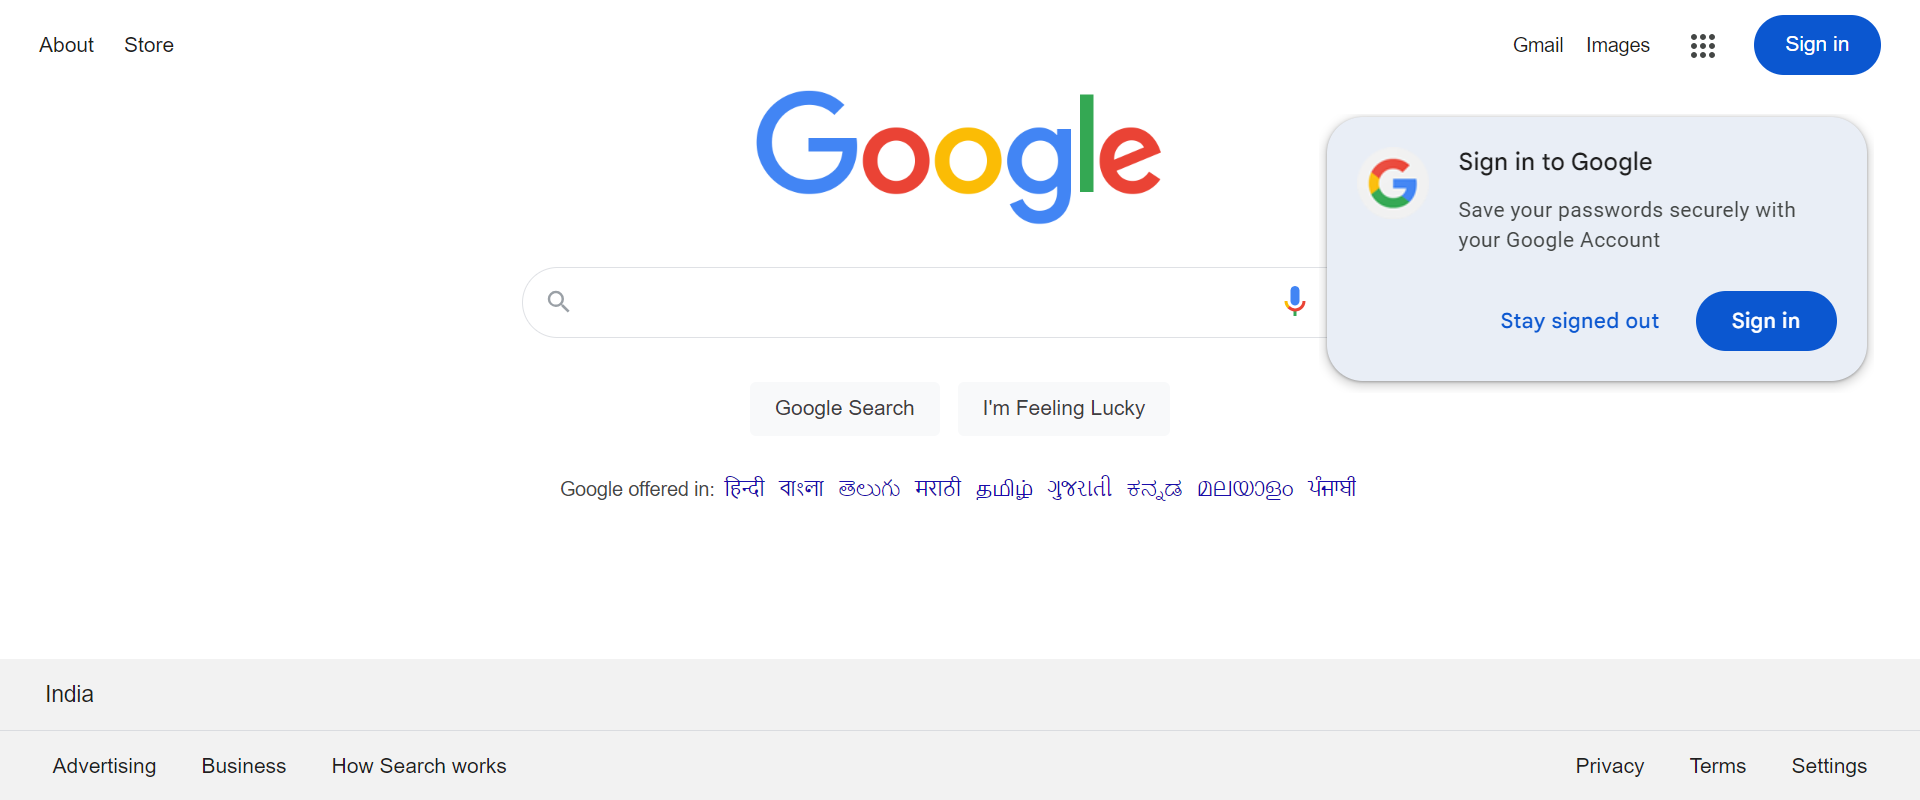 About Store Gmail Images Sign in
Google
Sign in to Google
Save your passwords securely with
your Google Account
Stay signed out Sign in
Google Search I'm Feeling Lucky
Google offered in: हिन्दी বাংলা తెలుగు मराठी தமிழ் ગુજરાતી ಕನ್ನಡ മലയാളം ਪੰਜਾਬੀ
India
Advertising Business How Search works Privacy Terms Settings